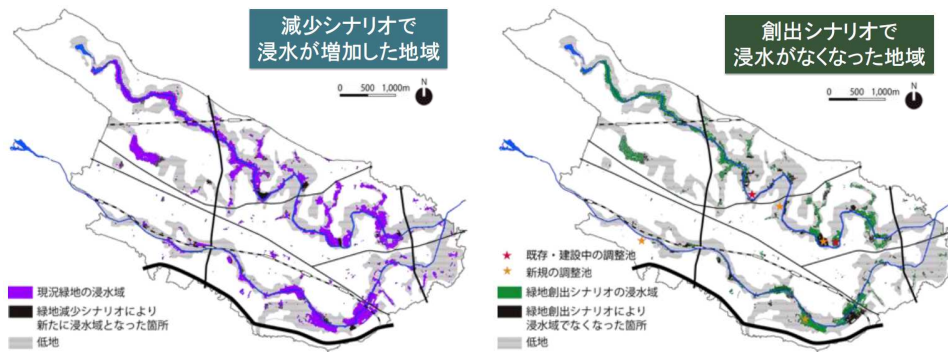 減少シナリオで
浸水が増加した地域
N
0 500 1,000m
現況緑地の浸水域
緑地減少シナリオにより
新たに浸水域となった箇所
低地
創出シナリオで
浸水がなくなった地域
N
0 500 1,000m
★ 既存・建設中の調整池
★ 新規の調整池
緑地創出シナリオの浸水域
緑地創出シナリオにより
浸水域でなくなった箇所
低地